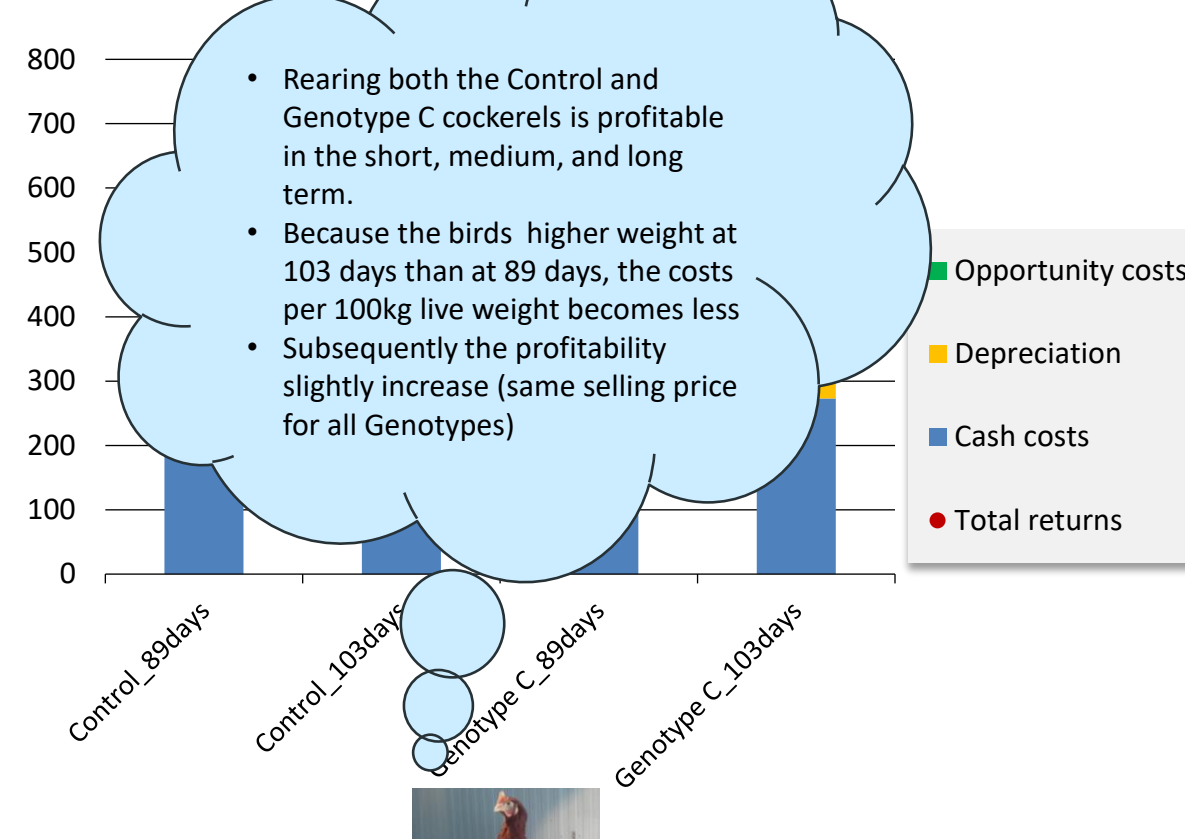 800
700
600
500
400
300
200
100
0
• Rearing both the Control and
Genotype C cockerels is profitable
in the short, medium, and long
term.
• Because the birds  higher weight at
103 days than at 89 days, the costs
per 100kg live weight becomes less
• Subsequently the profitability
slightly increase (same selling price
for all Genotypes)
Opportunity costs
Depreciation
Cash costs
Total returns
Control_89days
Control_103days
Genotype C_89days
Genotype C_103days